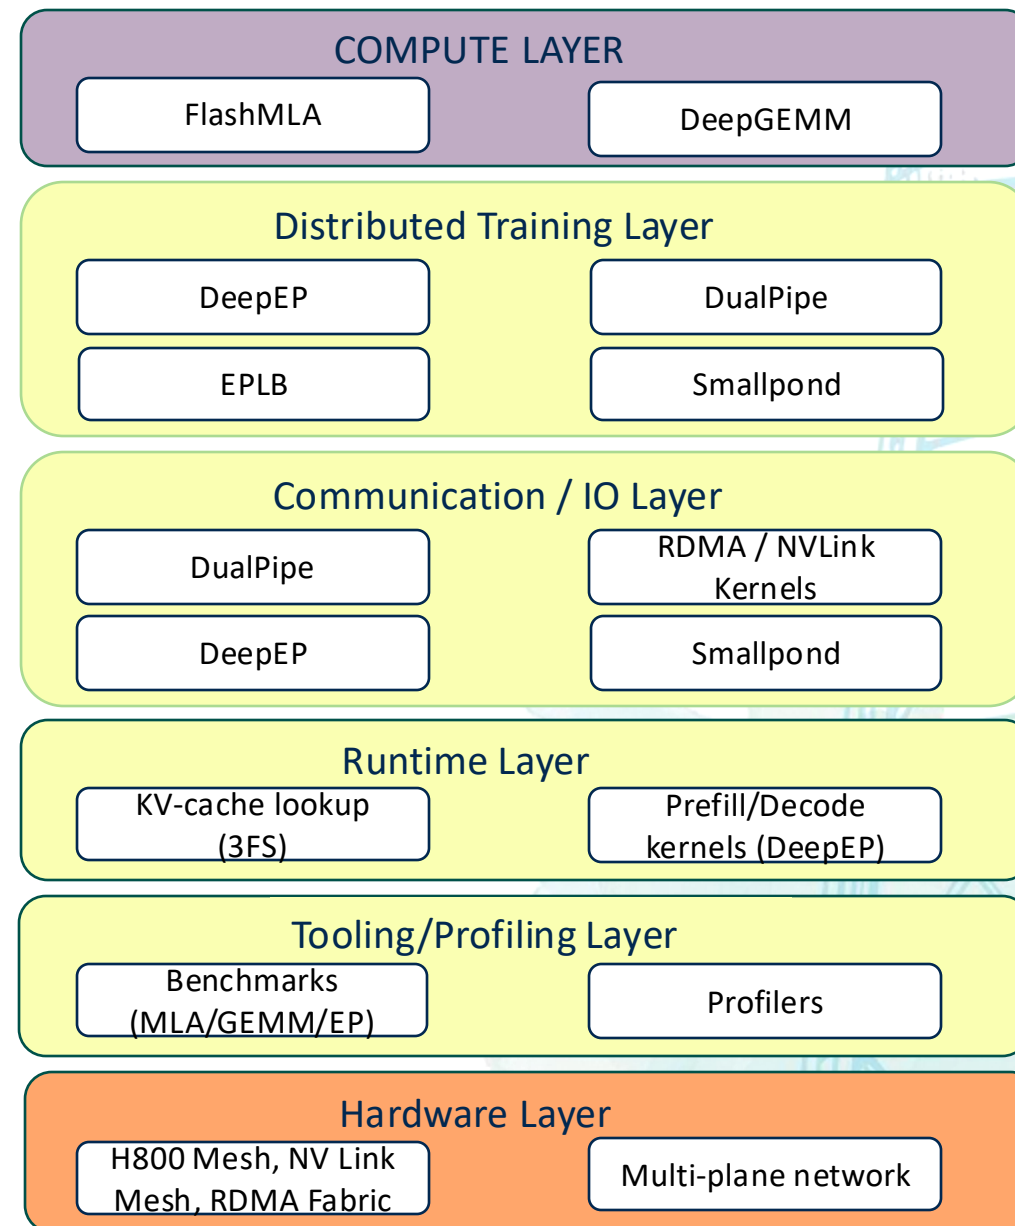 COMPUTE LAYER
FlashMLA
DeepGEMM
Distributed Training Layer
DeepEP
DualPipe
EPLB
Smallpond
Communication / IO Layer
DualPipe
RDMA / NVLink
Kernels
DeepEP
Smallpond
Runtime Layer
KV-cache lookup
(3FS)
Prefill/Decode
kernels (DeepEP)
Tooling/Profiling Layer
Benchmarks
(MLA/GEMM/EP)
Profilers
Hardware Layer
H800 Mesh, NV Link
Mesh, RDMA Fabric
Multi-plane network